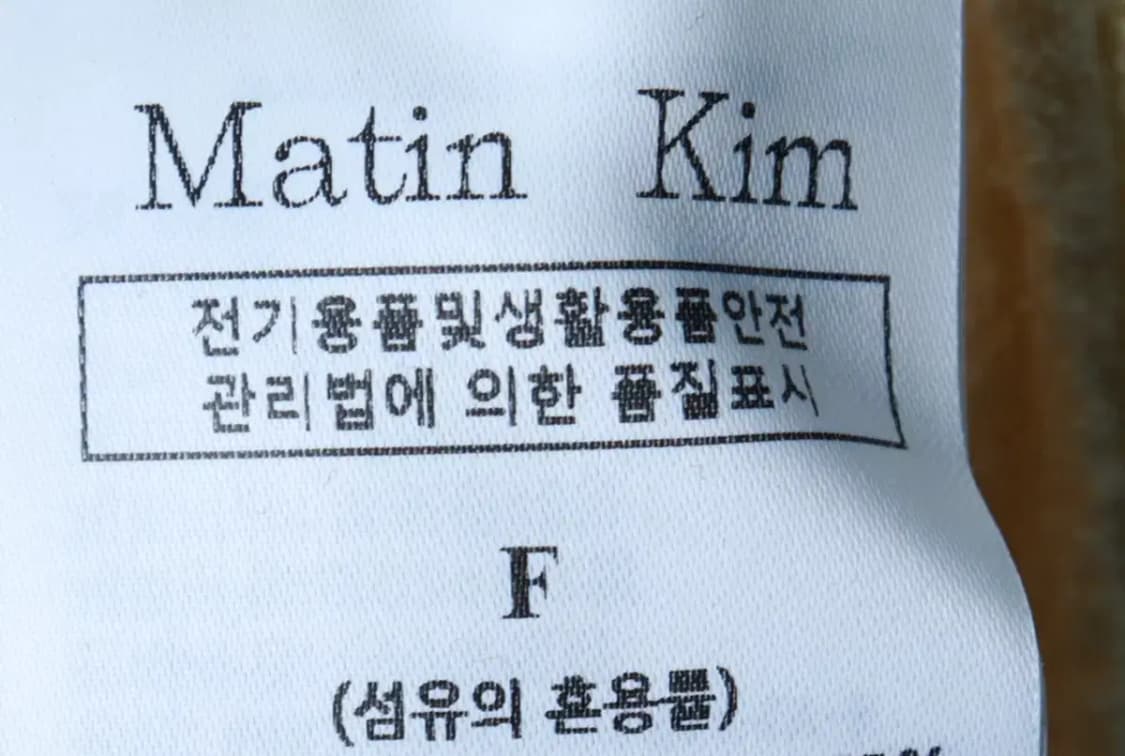 Matin Kim
전기용품및생활용품안전
관리법에 의한 품질표시
F
(섬유의 혼용률)